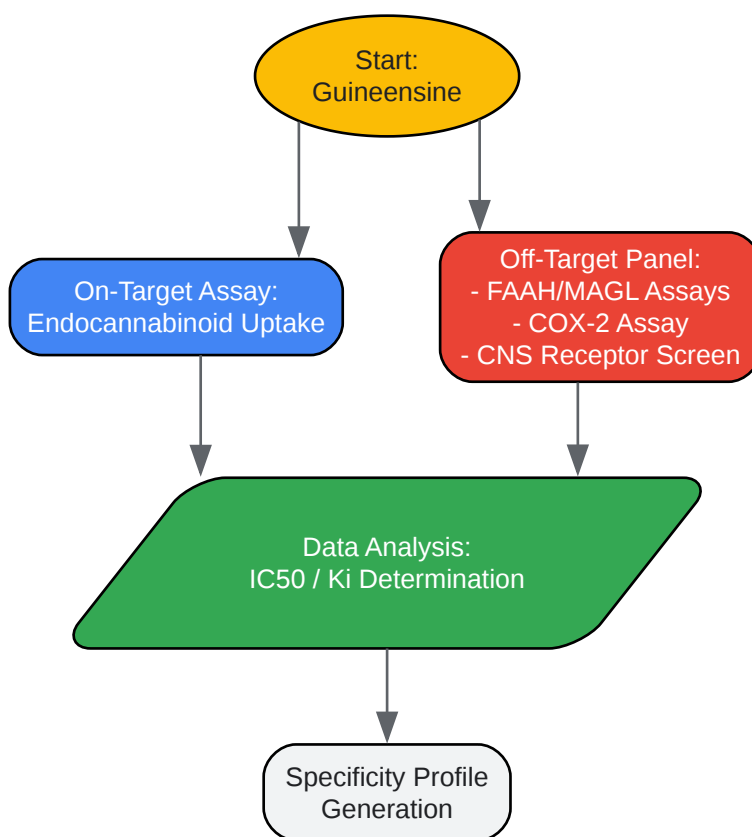 Start:
Guineensine
On-Target Assay:
Endocannabinoid Uptake
Off-Target Panel:
- FAAH/MAGL Assays
- COX-2 Assay
- CNS Receptor Screen
Data Analysis:
IC50 / Ki Determination
Specificity Profile
Generation